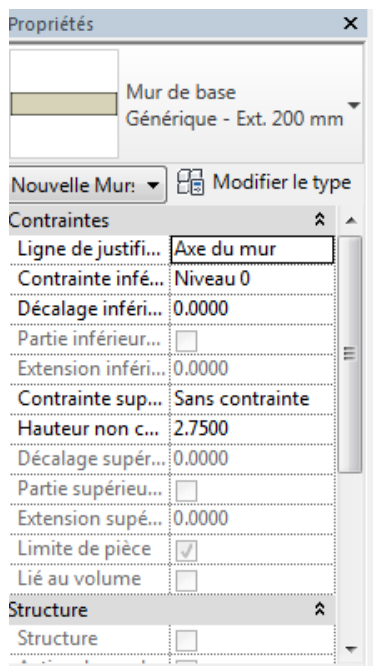 Propriétés
Mur de base
Générique - Ext. 200 mm
Nouvelle Mur: Modifier le type
Contraintes
Ligne de justifi... Axe du mur
Contrainte infé... Niveau 0
Décalage inféri... 0.0000
Partie inférieur...
Extension inféri... 0.0000
Contrainte sup... Sans contrainte
Hauteur non c... 2.7500
Décalage supér... 0.0000
Partie supérieu...
Extension supé... 0.0000
Limite de pièce
Lié au volume
Structure
Structure